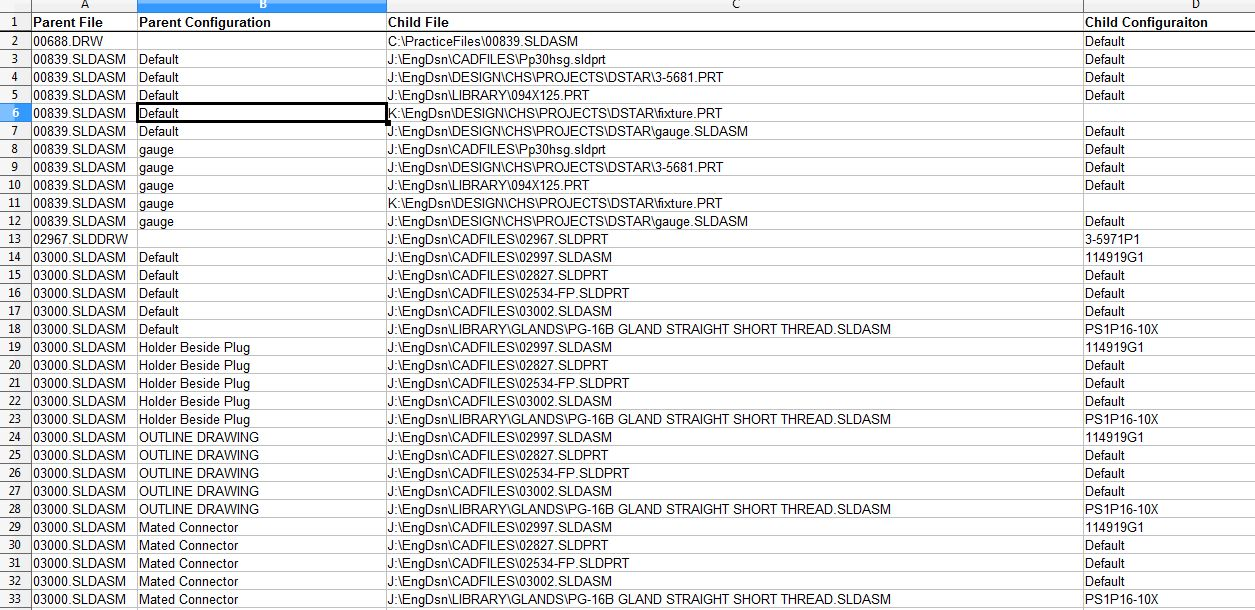 A B C D
1 Parent File Parent Configuration Child File Child Configuraiton
2 00688.DRW C:\PracticeFiles\00839.SLDASM Default
3 00839.SLDASM Default J:\EngDsn\CADFILES\Pp30hsg.sldprt Default
4 00839.SLDASM Default J:\EngDsn\DESIGN\CHS\PROJECTS\DSTAR\3-5681.PRT Default
5 00839.SLDASM Default J:\EngDsn\LIBRARY\094X125.PRT Default
6 00839.SLDASM Default K:\EngDsn\DESIGN\CHS\PROJECTS\DSTAR\fixture.PRT
7 00839.SLDASM Default J:\EngDsn\DESIGN\CHS\PROJECTS\DSTAR\gauge.SLDASM Default
8 00839.SLDASM gauge J:\EngDsn\CADFILES\Pp30hsg.sldprt Default
9 00839.SLDASM gauge J:\EngDsn\DESIGN\CHS\PROJECTS\DSTAR\3-5681.PRT Default
10 00839.SLDASM gauge J:\EngDsn\LIBRARY\094X125.PRT Default
11 00839.SLDASM gauge K:\EngDsn\DESIGN\CHS\PROJECTS\DSTAR\fixture.PRT
12 00839.SLDASM gauge J:\EngDsn\DESIGN\CHS\PROJECTS\DSTAR\gauge.SLDASM Default
13 02967.SLDDRW J:\EngDsn\CADFILES\02967.SLDPRT 3-5971P1
14 03000.SLDASM Default J:\EngDsn\CADFILES\02997.SLDASM 114919G1
15 03000.SLDASM Default J:\EngDsn\CADFILES\02827.SLDPRT Default
16 03000.SLDASM Default J:\EngDsn\CADFILES\02534-FP.SLDPRT Default
17 03000.SLDASM Default J:\EngDsn\CADFILES\03002.SLDASM Default
18 03000.SLDASM Default J:\EngDsn\LIBRARY\GLANDS\PG-16B GLAND STRAIGHT SHORT THREAD.SLDASM PS1P16-10X
19 03000.SLDASM Holder Beside Plug J:\EngDsn\CADFILES\02997.SLDASM 114919G1
20 03000.SLDASM Holder Beside Plug J:\EngDsn\CADFILES\02827.SLDPRT Default
21 03000.SLDASM Holder Beside Plug J:\EngDsn\CADFILES\02534-FP.SLDPRT Default
22 03000.SLDASM Holder Beside Plug J:\EngDsn\CADFILES\03002.SLDASM Default
23 03000.SLDASM Holder Beside Plug J:\EngDsn\LIBRARY\GLANDS\PG-16B GLAND STRAIGHT SHORT THREAD.SLDASM PS1P16-10X
24 03000.SLDASM OUTLINE DRAWING J:\EngDsn\CADFILES\02997.SLDASM 114919G1
25 03000.SLDASM OUTLINE DRAWING J:\EngDsn\CADFILES\02827.SLDPRT Default
26 03000.SLDASM OUTLINE DRAWING J:\EngDsn\CADFILES\02534-FP.SLDPRT Default
27 03000.SLDASM OUTLINE DRAWING J:\EngDsn\CADFILES\03002.SLDASM Default
28 03000.SLDASM OUTLINE DRAWING J:\EngDsn\LIBRARY\GLANDS\PG-16B GLAND STRAIGHT SHORT THREAD.SLDASM PS1P16-10X
29 03000.SLDASM Mated Connector J:\EngDsn\CADFILES\02997.SLDASM 114919G1
30 03000.SLDASM Mated Connector J:\EngDsn\CADFILES\02827.SLDPRT Default
31 03000.SLDASM Mated Connector J:\EngDsn\CADFILES\02534-FP.SLDPRT Default
32 03000.SLDASM Mated Connector J:\EngDsn\CADFILES\03002.SLDASM Default
33 03000.SLDASM Mated Connector J:\EngDsn\LIBRARY\GLANDS\PG-16B GLAND STRAIGHT SHORT THREAD.SLDASM PS1P16-10X